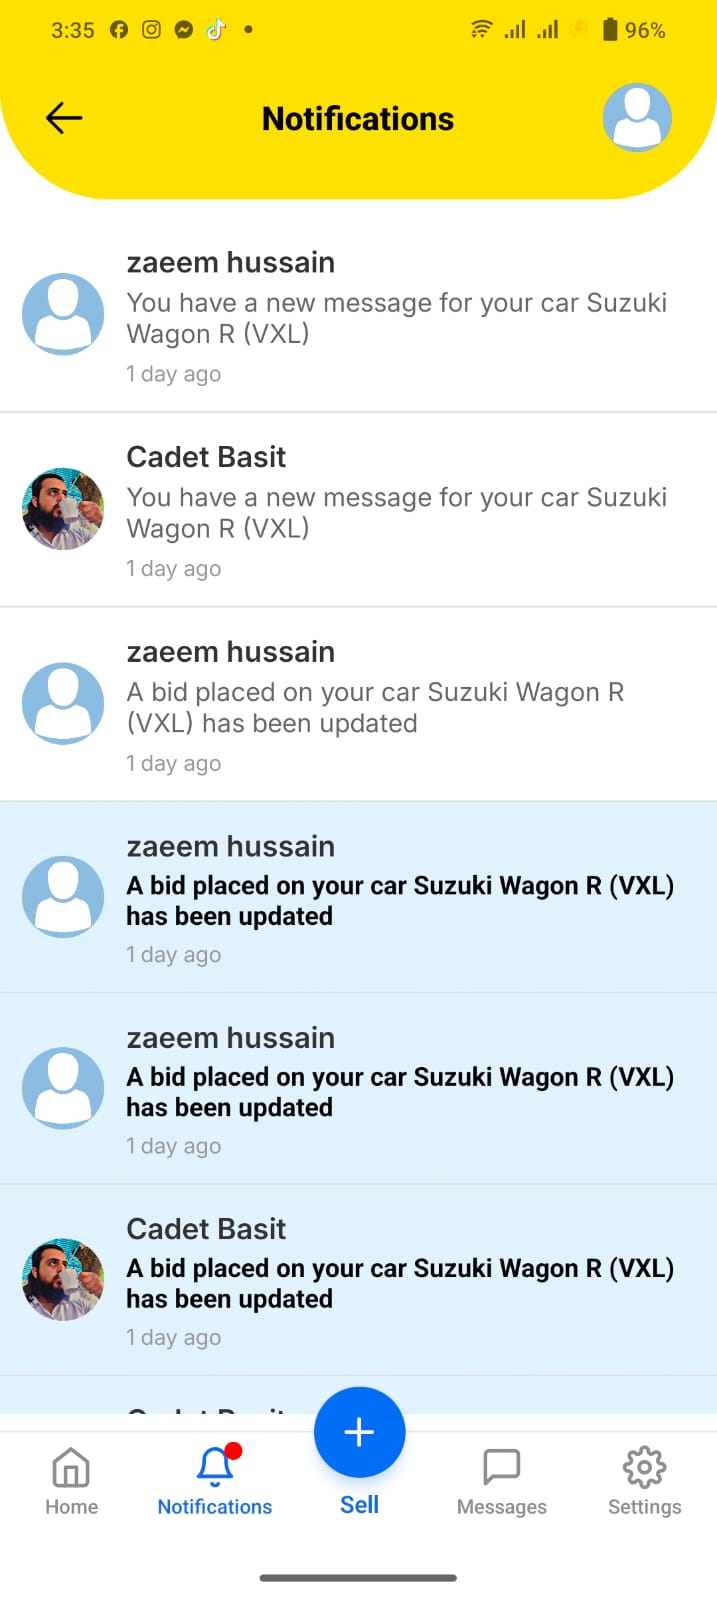 3:35
96%
Notifications
zaeem hussain
You have a new message for your car Suzuki
Wagon R (VXL)
1 day ago
Cadet Basit
You have a new message for your car Suzuki
Wagon R (VXL)
1 day ago
zaeem hussain
A bid placed on your car Suzuki Wagon R
(VXL) has been updated
1 day ago
zaeem hussain
A bid placed on your car Suzuki Wagon R (VXL)
has been updated
1 day ago
zaeem hussain
A bid placed on your car Suzuki Wagon R (VXL)
has been updated
1 day ago
Cadet Basit
A bid placed on your car Suzuki Wagon R (VXL)
has been updated
1 day ago
Home
Notifications
Sell
Messages
Settings